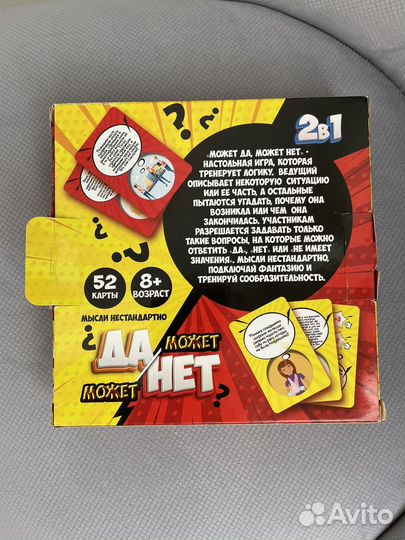 2в1
«МОЖЕТ ДА, МОЖЕТ НЕТ» -
НАСТОЛЬНАЯ ИГРА, КОТОРАЯ
ТРЕНИРУЕТ ЛОГИКУ. ВЕДУЩИЙ
ОПИСЫВАЕТ НЕКОТОРУЮ СИТУАЦИЮ
ИЛИ ЕЕ ЧАСТЬ, А ОСТАЛЬНЫЕ
ПЫТАЮТСЯ УГАДАТЬ, ПОЧЕМУ ОНА
ВОЗНИКЛА ИЛИ ЧЕМ ОНА
ЗАКОНЧИЛАСЬ. УЧАСТНИКАМ
РАЗРЕШАЕТСЯ ЗАДАВАТЬ ТОЛЬКО
ТАКИЕ ВОПРОСЫ, НА КОТОРЫЕ МОЖНО
ОТВЕТИТЬ «ДА», «НЕТ» ИЛИ «НЕ ИМЕЕТ
ЗНАЧЕНИЯ». МЫСЛИ НЕСТАНДАРТНО,
ПОДКЛЮЧАЙ ФАНТАЗИЮ И
ТРЕНИРУЙ СООБРАЗИТЕЛЬНОСТЬ.
52
КАРТЫ
8+
ВОЗРАСТ
МЫСЛИ НЕСТАНДАРТНО
ДА МОЖЕТ
МОЖЕТ НЕТ
Avito